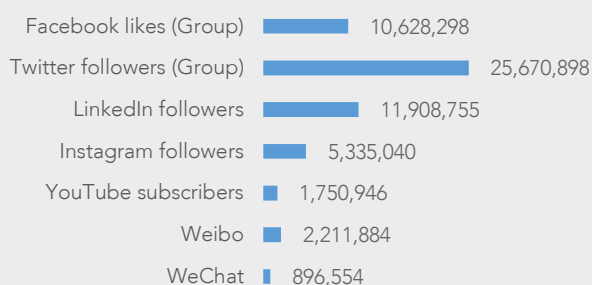 Facebook likes (Group) 10,628,298
Twitter followers (Group) 25,670,898
LinkedIn followers 11,908,755
Instagram followers 5,335,040
YouTube subscribers 1,750,946
Weibo 2,211,884
WeChat 896,554